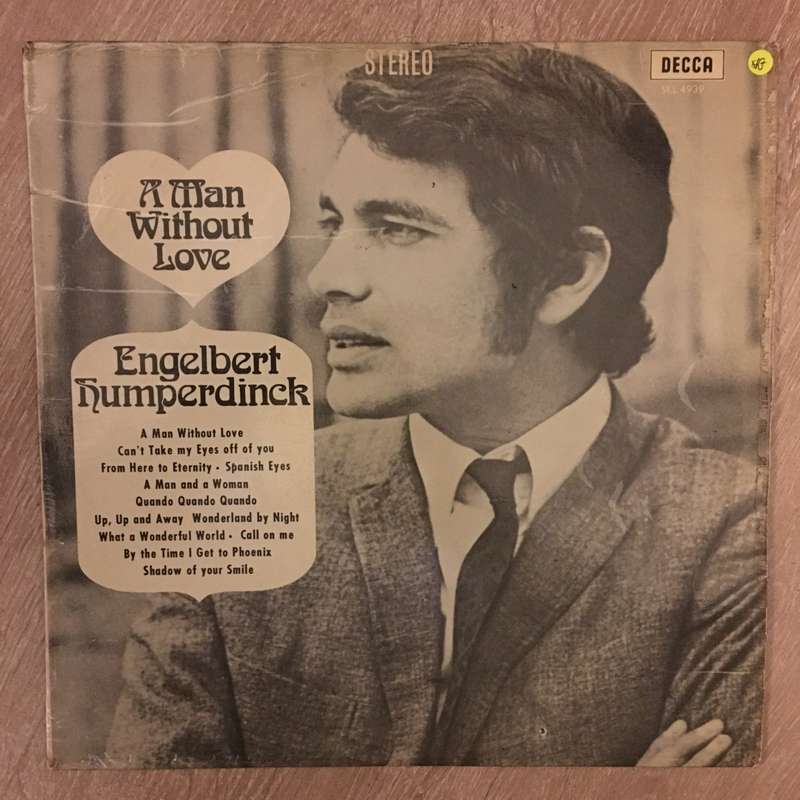 STEREO
DECCA
SKL 4939
A Man
Without
Love
Engelbert
Humperdinck
A Man Without Love
Can't Take my Eyes off of you
From Here to Eternity • Spanish Eyes
A Man and a Woman
Quando Quando Quando
Up, Up and Away Wonderland by Night
What a Wonderful World • Call on me
By the Time I Get to Phoenix
Shadow of your Smile